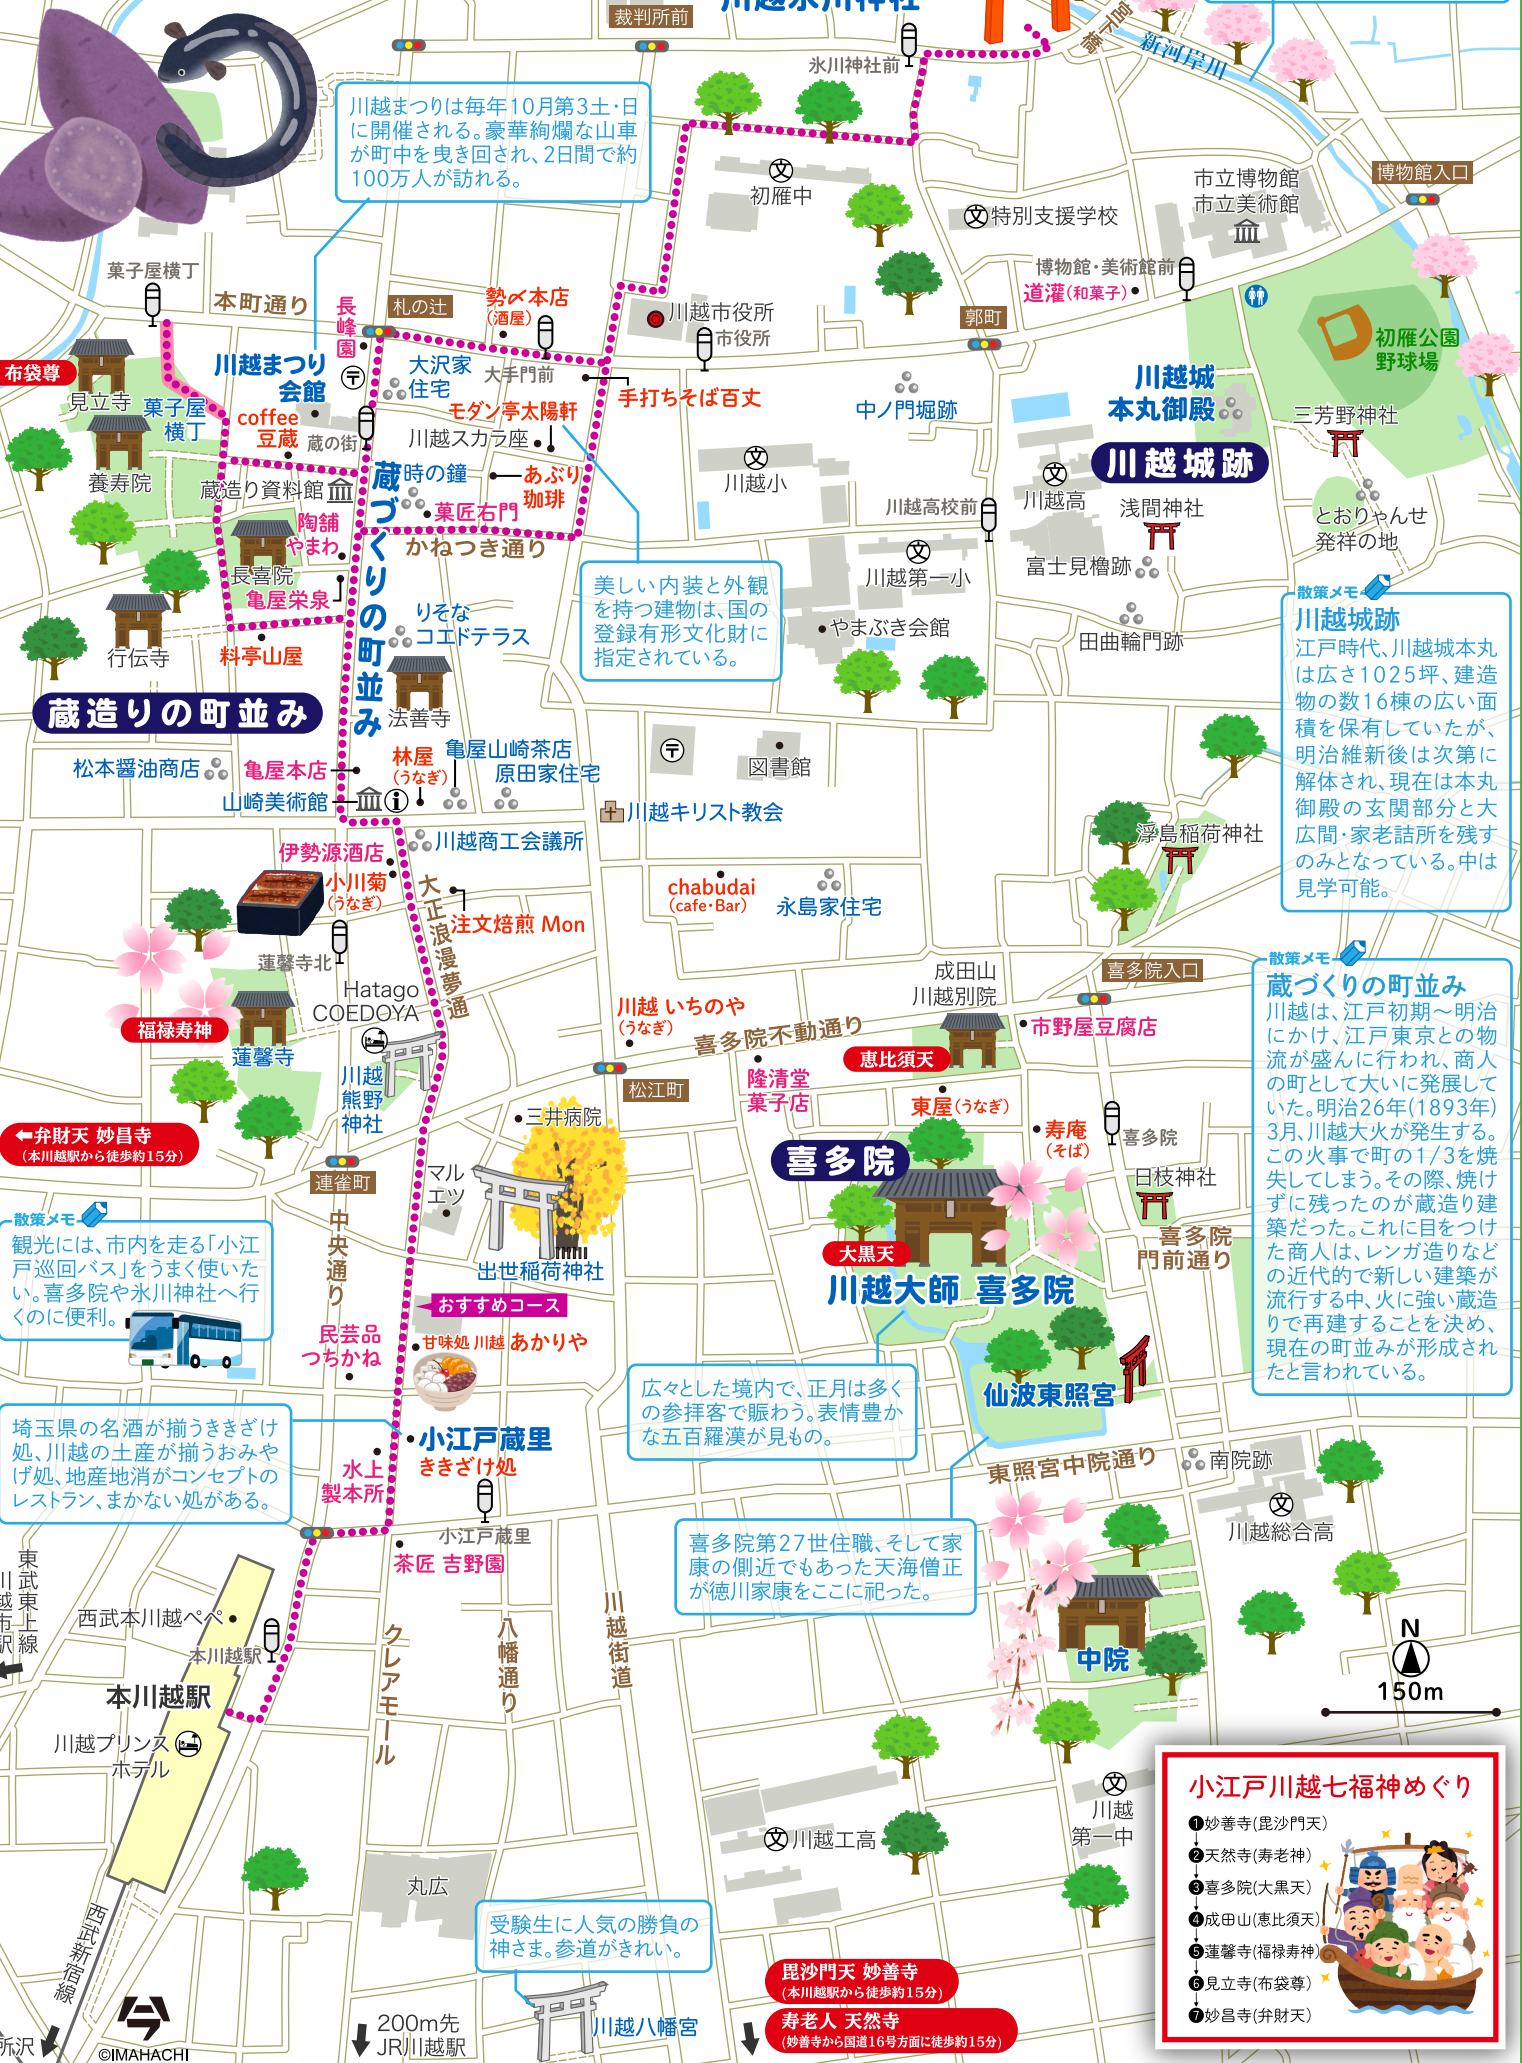 裁判所前
川越氷川神社
宮下橋
新河岸川
氷川神社前
川越まつりは毎年10月第3土・日
に開催される。豪華絢爛な山車
が町中を曳き回され、2日間で約
100万人が訪れる。
初雁中
特別支援学校
市立博物館
市立美術館
博物館入口
博物館・美術館前
道灌(和菓子)
菓子屋横丁
本町通り
長峰園
札の辻
勢〆本店
(酒屋)
川越市役所
市役所
郭町
初雁公園
野球場
布袋尊
見立寺
菓子屋
横丁
川越まつり
会館
大沢家
住宅
大手門前
手打ちそば百丈
中ノ門堀跡
川越城
本丸御殿
三芳野神社
coffee
豆蔵
蔵の街
モダン亭太陽軒
川越スカラ座
養寿院
蔵造り資料館
時の鐘
あぶり
珈琲
菓匠右門
川越小
川越高
川越城跡
川越高校前
浅間神社
とおりゃんせ
発祥の地
陶舗
やまわ
長喜院
亀屋栄泉
かねつき通り
蔵づくりの町並み
川越第一小
富士見櫓跡
美しい内装と外観
を持つ建物は、国の
登録有形文化財に
指定されている。
りそな
コエドテラス
やまぶき会館
田曲輪門跡
行伝寺
料亭山屋
蔵造りの町並み
法善寺
散策メモ
川越城跡
江戸時代、川越城本丸
は広さ1025坪、建造
物の数16棟の広い面
積を保有していたが、
明治維新後は次第に
解体され、現在は本丸
御殿の玄関部分と大
広間・家老詰所を残す
のみとなっている。中は
見学可能。
松本醤油商店
亀屋本店
林屋
(うなぎ)
亀屋山崎茶店
原田家住宅
図書館
山崎美術館
川越キリスト教会
川越商工会議所
浮島稲荷神社
伊勢源酒店
小川菊
(うなぎ)
大正浪漫夢通
注文焙煎 Mon
chabudai
(cafe・Bar)
永島家住宅
蓮馨寺北
Hatago
COEDOYA
福禄寿神
蓮馨寺
川越
熊野
神社
川越 いちのや
(うなぎ)
喜多院不動通り
成田山
川越別院
喜多院入口
市野屋豆腐店
恵比須天
松江町
隆清堂
菓子店
東屋(うなぎ)
寿庵
(そば)
喜多院
散策メモ
蔵づくりの町並み
川越は、江戸初期〜明治
にかけ、江戸東京との物
流が盛んに行われ、商人
の町として大いに発展して
いた。明治26年(1893年)
3月、川越大火が発生する。
この火事で町の1/3を焼
失してしまう。その際、焼け
ずに残ったのが蔵造り建
築だった。これに目をつけ
た商人は、レンガ造りなど
の近代的で新しい建築が
流行する中、火に強い蔵造
りで再建することを決め、
現在の町並みが形成され
たと言われている。
⬅弁財天 妙昌寺
(本川越駅から徒歩約15分)
三井病院
喜多院
日枝神社
連雀町
マル
エツ
中央通り
喜多院
門前通り
散策メモ
観光には、市内を走る「小江
戸巡回バス」をうまく使いた
い。喜多院や氷川神社へ行
くのに便利。
出世稲荷神社
大黒天
川越大師 喜多院
おすすめコース
甘味処 川越 あかりや
民芸品
つちかね
仙波東照宮
広々とした境内で、正月は多く
の参拝客で賑わう。表情豊か
な五百羅漢が見もの。
埼玉県の名酒が揃うききざけ
処、川越の土産が揃うおみや
げ処、地産地消がコンセプトの
レストラン、まかない処がある。
小江戸蔵里
ききざけ処
水上
製本所
小江戸蔵里
茶匠 吉野園
東照宮中院通り
南院跡
川越総合高
喜多院第27世住職、そして家
康の側近でもあった天海僧正
が徳川家康をここに祀った。
東武東上線
川越市駅
西武本川越ペペ
本川越駅
本川越駅
川越プリンス
ホテル
クレアモール
八幡通り
川越街道
中院
N
150m
川越工高
川越
第一中
丸広
受験生に人気の勝負の
神さま。参道がきれい。
川越八幡宮
毘沙門天 妙善寺
(本川越駅から徒歩約15分)
寿老人 天然寺
(妙善寺から国道16号方面に徒歩約15分)
西武新宿線
所沢
©IMAHACHI
200m先
JR川越駅
小江戸川越七福神めぐり
❶妙善寺(毘沙門天)
❷天然寺(寿老神)
❸喜多院(大黒天)
❹成田山(恵比須天)
❺蓮馨寺(福禄寿神)
❻見立寺(布袋尊)
❼妙昌寺(弁財天)